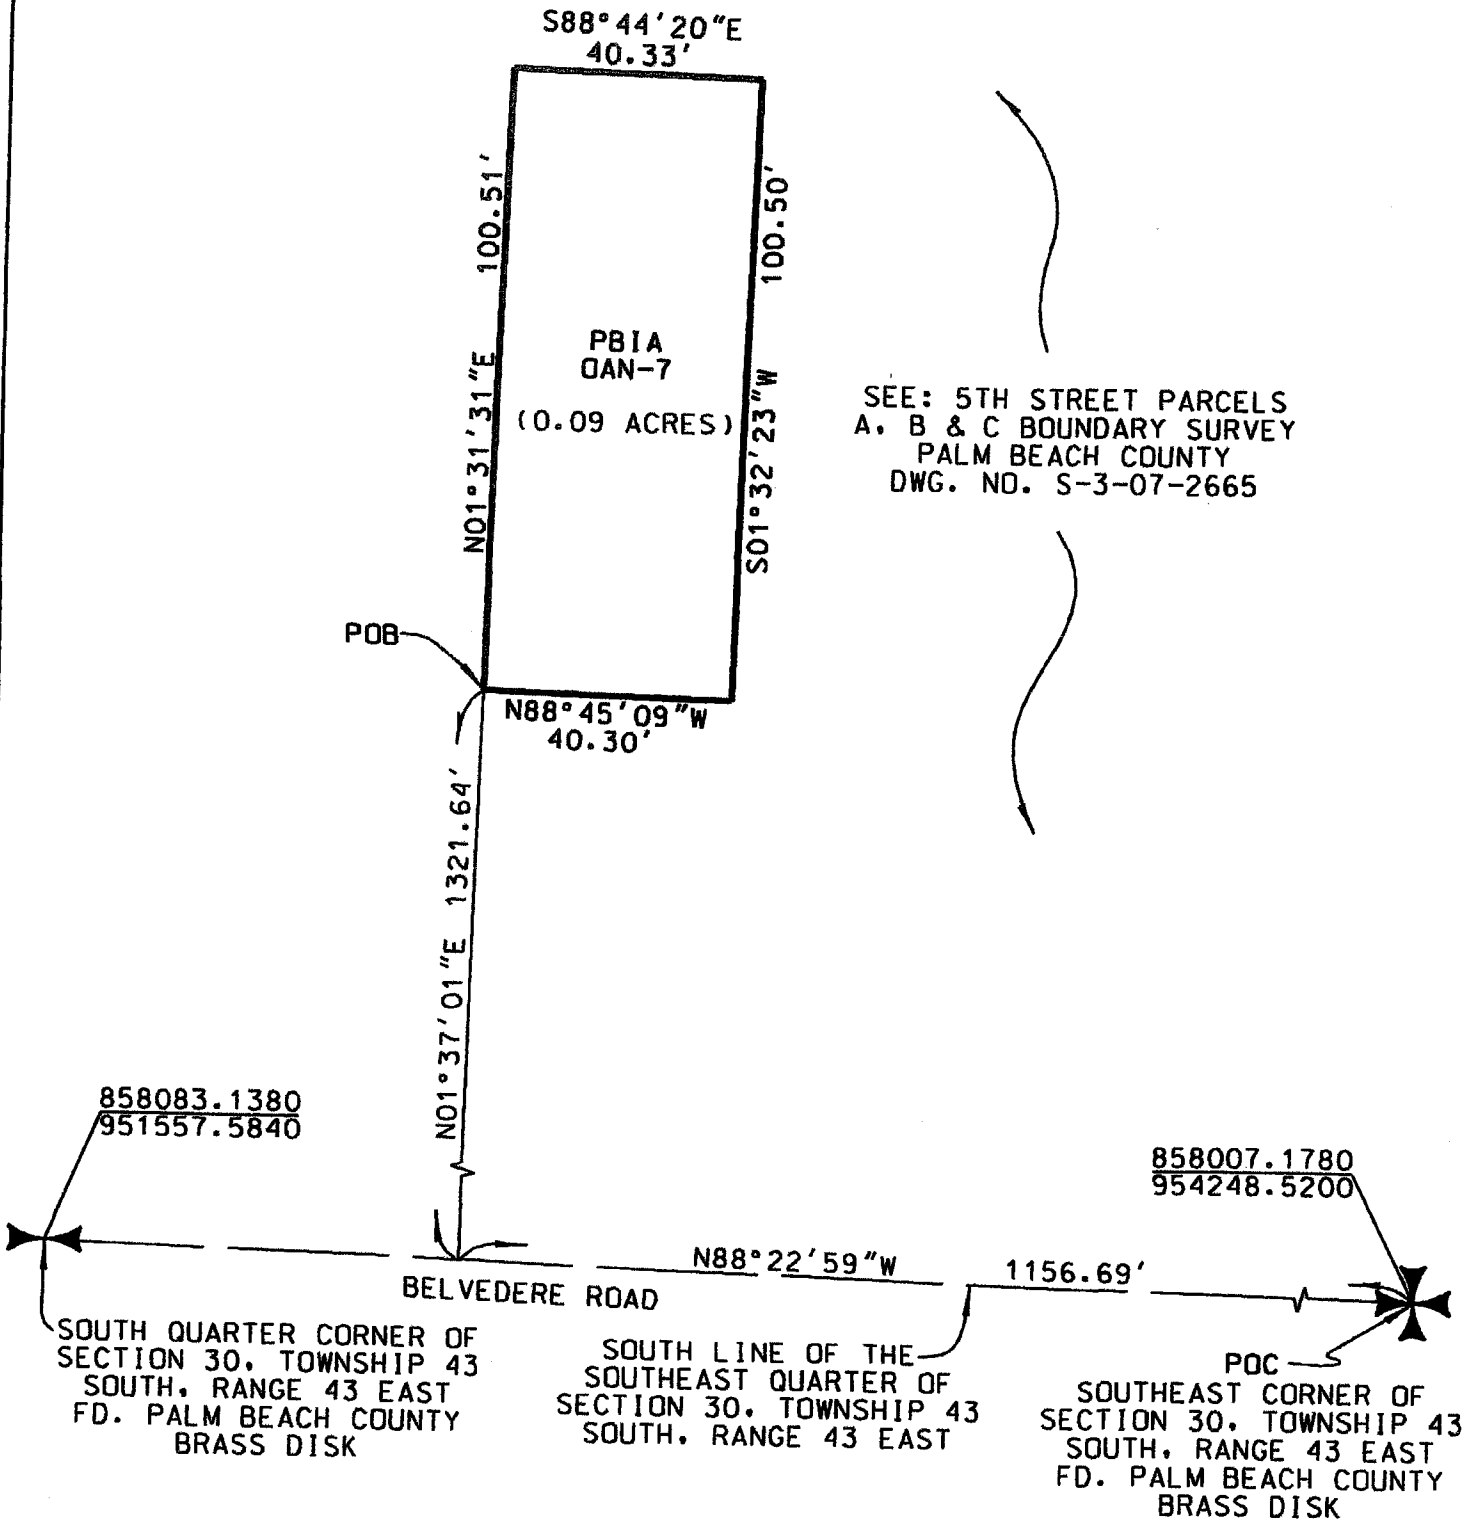 S88°44'20"E
40.33'
N01°31'31"E 100.51'
S01°32'23"W 100.50'
PBIA
OAN-7
(0.09 ACRES)
SEE: 5TH STREET PARCELS
A, B & C BOUNDARY SURVEY
PALM BEACH COUNTY
DWG. NO. S-3-07-2665
POB
N88°45'09"W
40.30'
N01°37'01"E 1321.64'
858083.1380
951557.5840
858007.1780
954248.5200
N88°22'59"W 1156.69'
BELVEDERE ROAD
SOUTH QUARTER CORNER OF
SECTION 30, TOWNSHIP 43
SOUTH, RANGE 43 EAST
FD. PALM BEACH COUNTY
BRASS DISK
SOUTH LINE OF THE
SOUTHEAST QUARTER OF
SECTION 30, TOWNSHIP 43
SOUTH, RANGE 43 EAST
POC
SOUTHEAST CORNER OF
SECTION 30, TOWNSHIP 43
SOUTH, RANGE 43 EAST
FD. PALM BEACH COUNTY
BRASS DISK